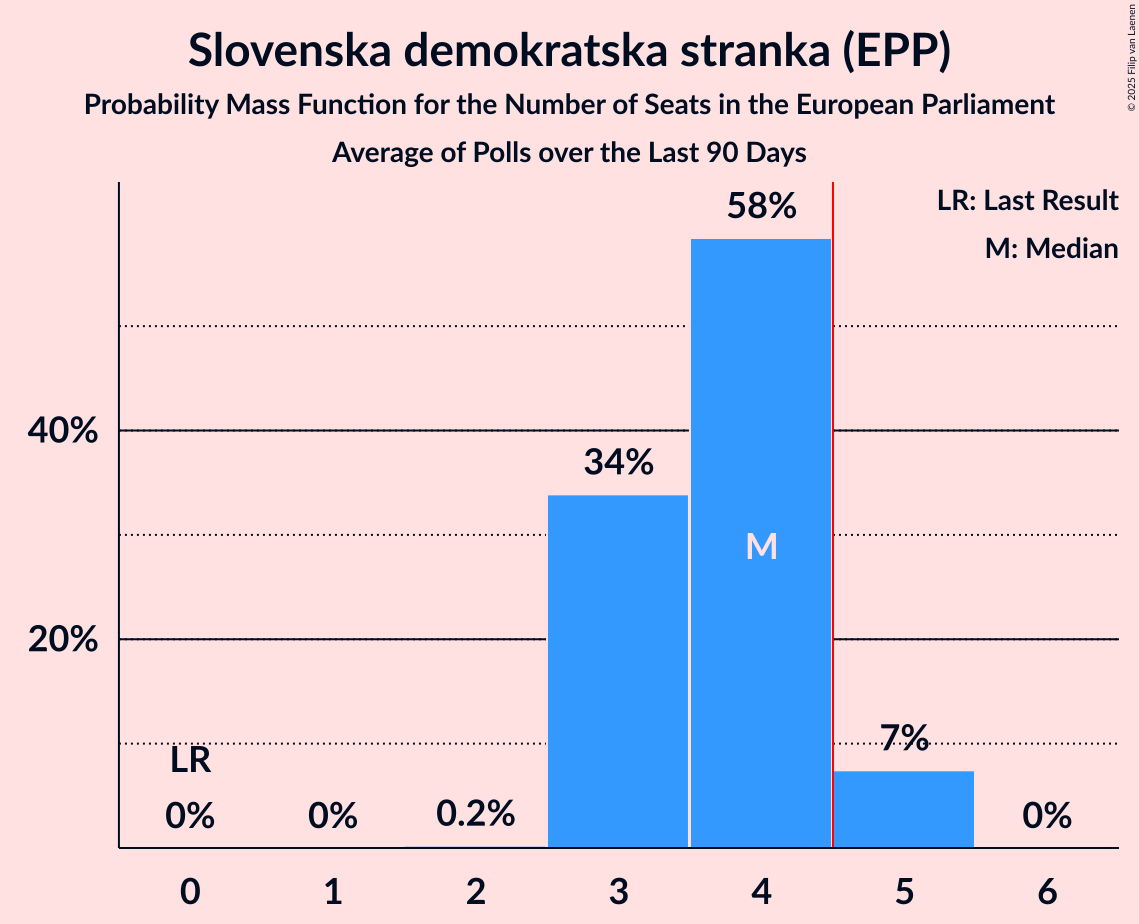 Slovenska demokratska stranka (EPP)
Probability Mass Function for the Number of Seats in the European Parliament
Average of Polls over the Last 90 Days
© 2025 Filip van Laenen
LR: Last Result
M: Median
58%
40%
34%
M
20%
7%
LR
0%
0%
0.2%
0%
0
1
2
3
4
5
6